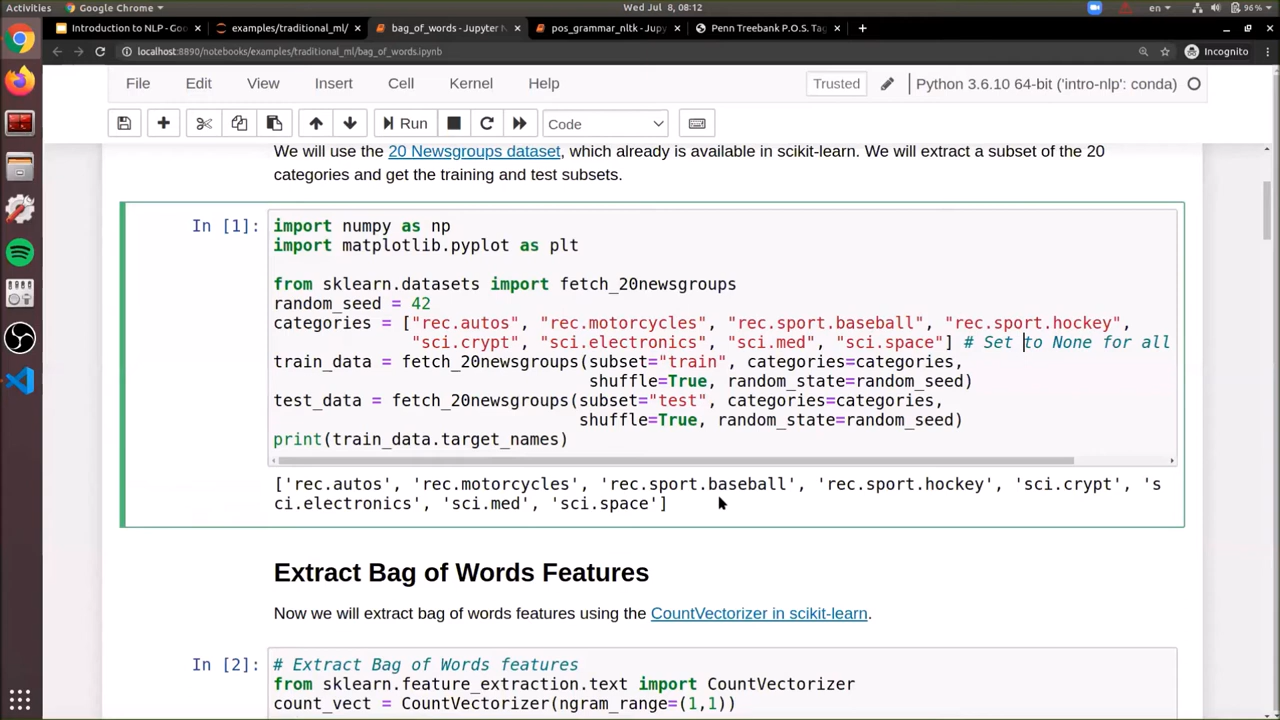 Activities
Google Chrome
Wed Jul 8, 08:12
en
96 %
Introduction to NLP - Goo
examples/traditional_ml/
bag_of_words - Jupyter N
pos_grammar_nltk - Jupy
Penn Treebank P.O.S. Tag
localhost:8890/notebooks/examples/traditional_ml/bag_of_words.ipynb
Incognito
File Edit View Insert Cell Kernel Help
Trusted
Python 3.6.10 64-bit ('intro-nlp': conda)
Run
Code
We will use the 20 Newsgroups dataset, which already is available in scikit-learn. We will extract a subset of the 20
categories and get the training and test subsets.
In [1]:
import numpy as np
import matplotlib.pyplot as plt
from sklearn.datasets import fetch_20newsgroups
random_seed = 42
categories = ["rec.autos", "rec.motorcycles", "rec.sport.baseball", "rec.sport.hockey",
"sci.crypt", "sci.electronics", "sci.med", "sci.space"] # Set to None for all
train_data = fetch_20newsgroups(subset="train", categories=categories,
shuffle=True, random_state=random_seed)
test_data = fetch_20newsgroups(subset="test", categories=categories,
shuffle=True, random_state=random_seed)
print(train_data.target_names)
['rec.autos', 'rec.motorcycles', 'rec.sport.baseball', 'rec.sport.hockey', 'sci.crypt', 's
ci.electronics', 'sci.med', 'sci.space']
Extract Bag of Words Features
Now we will extract bag of words features using the CountVectorizer in scikit-learn.
In [2]:
# Extract Bag of Words features
from sklearn.feature_extraction.text import CountVectorizer
count_vect = CountVectorizer(ngram_range=(1,1))